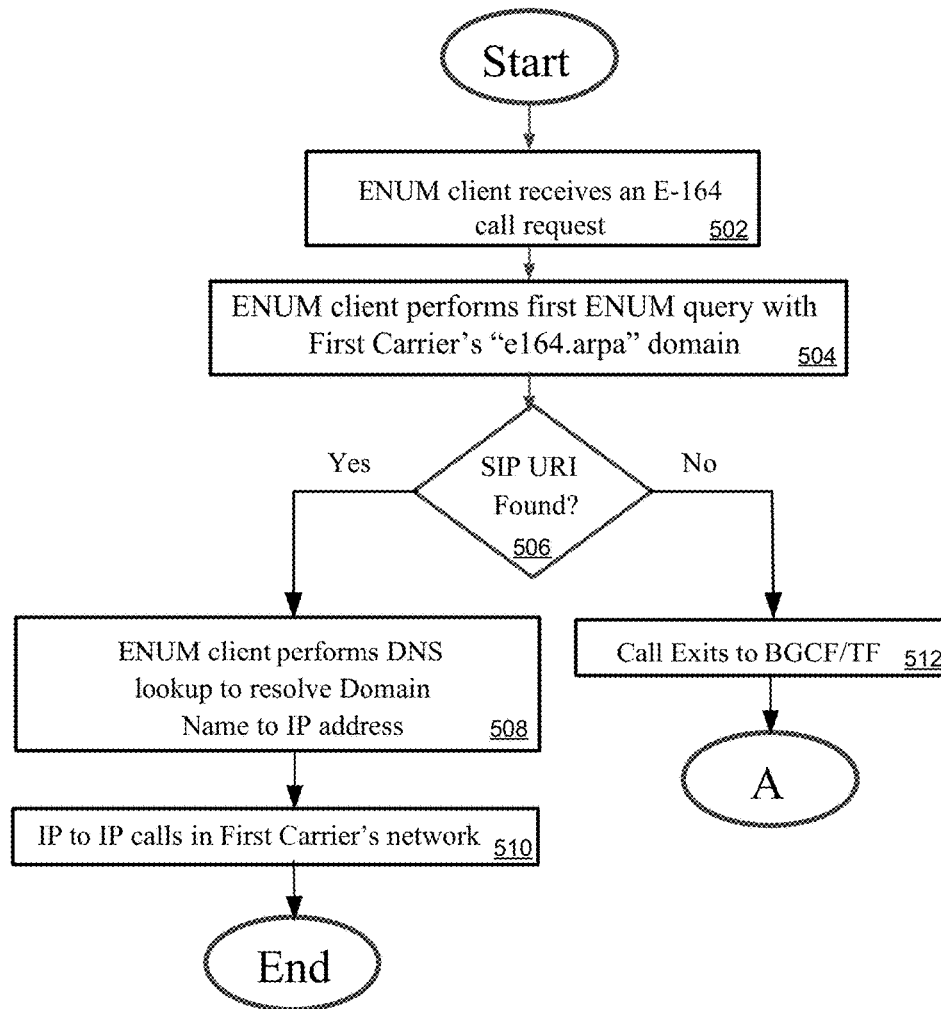 Start
ENUM client receives an E-164
call request
502
ENUM client performs first ENUM query with
First Carrier's “e164.arpa” domain
504
Yes
SIP URI
Found?
506
No
ENUM client performs DNS
lookup to resolve Domain
Name to IP address
508
Call Exits to BGCF/TF
512
A
IP to IP calls in First Carrier's network
510
End